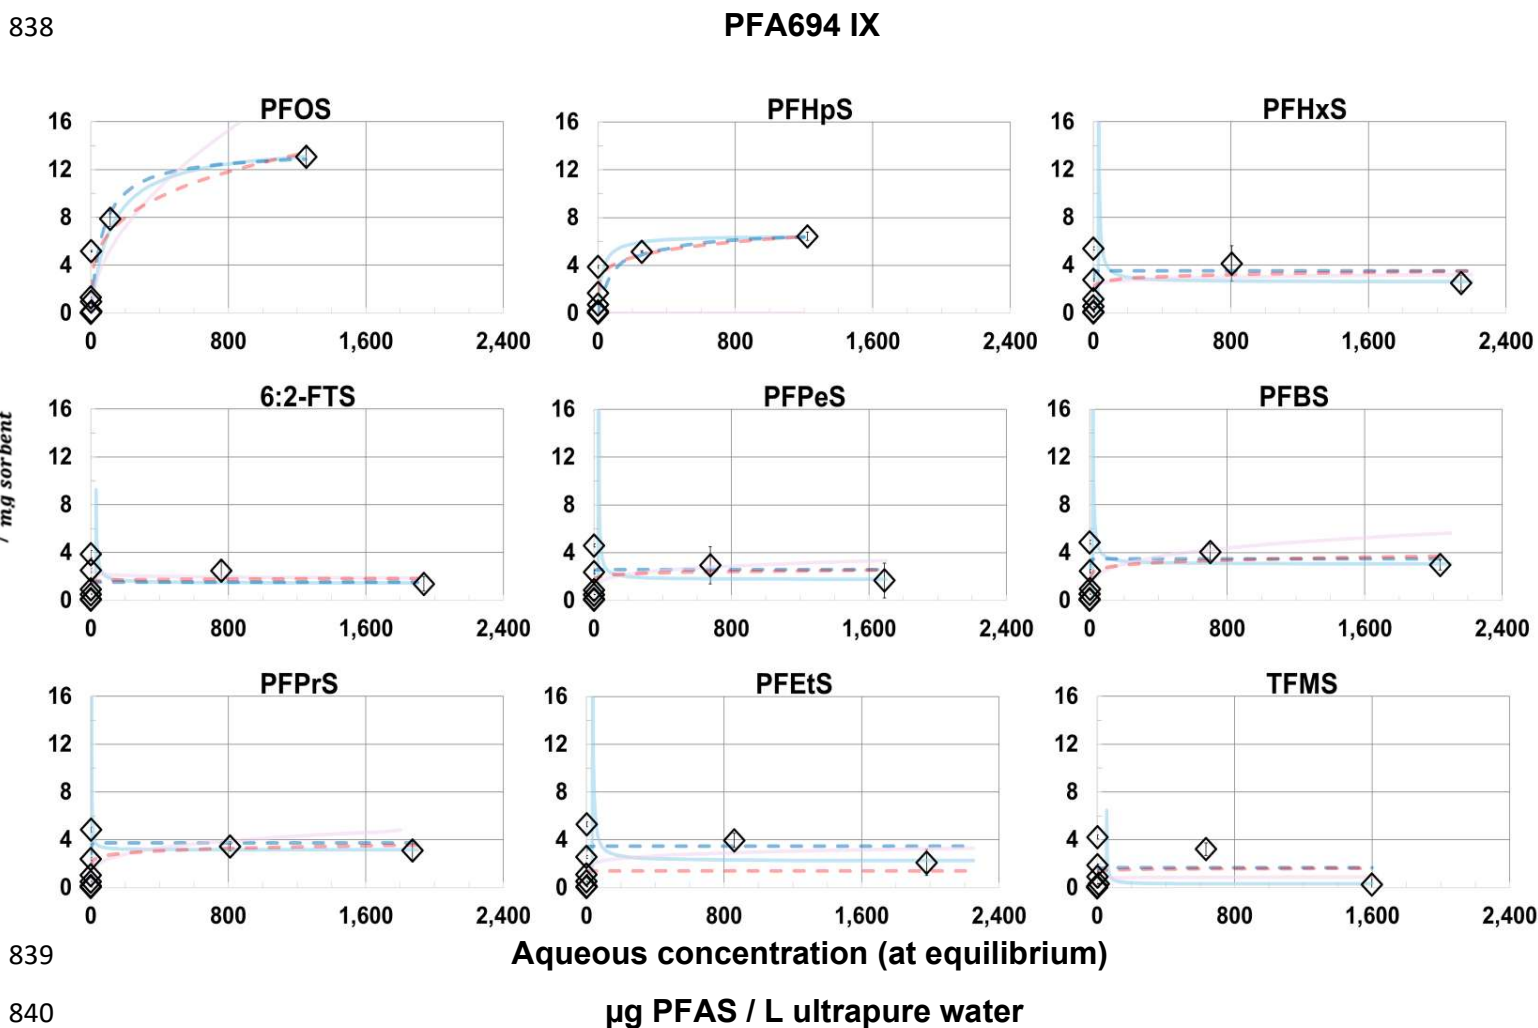 838
PFA694 IX
PFOS PFHpS PFHxS
16 16 16
12 12 12
8 8 8
4 4 4
0 0 0
0 800 1,600 2,400 0 800 1,600 2,400 0 800 1,600 2,400
6:2-FTS PFPeS PFBS
16 16 16
12 12 12
8 8 8
4 4 4
0 0 0
0 800 1,600 2,400 0 800 1,600 2,400 0 800 1,600 2,400
/ mg sorbent
PFPrS PFEtS TFMS
16 16 16
12 12 12
8 8 8
4 4 4
0 0 0
0 800 1,600 2,400 0 800 1,600 2,400 0 800 1,600 2,400
839 Aqueous concentration (at equilibrium)
840 µg PFAS / L ultrapure water